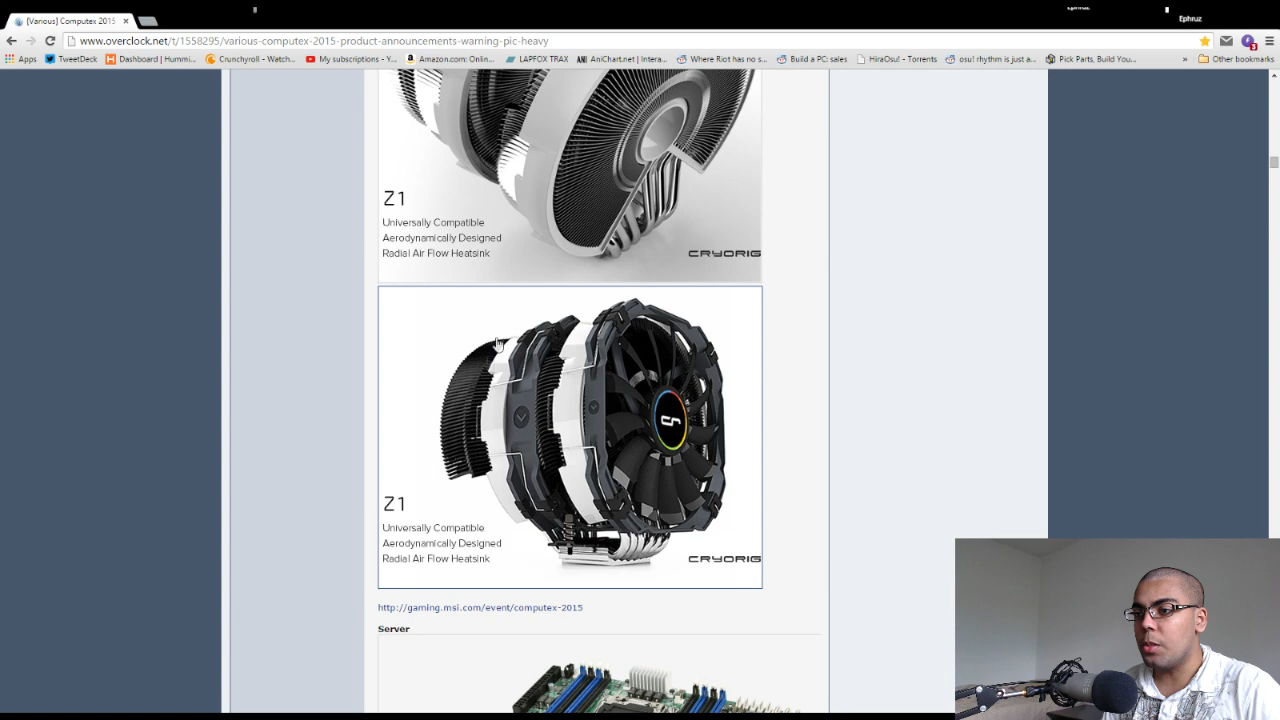 Ephruz
Ephruz
[Various] Computex 2015
www.overclock.net/t/1558295/various-computex-2015-product-announcements-warning-pic-heavy
3
Apps TweetDeck Dashboard | Hummi... Crunchyroll - Watch... My subscriptions - Y... Amazon.com: Onlin... LAPFOX TRAX AniChart.net | Intera... Where Riot has no s... Build a PC: sales HiraOsu! - Torrents osu! rhythm is just a... Pick Parts, Build You... » Other bookmarks
Z1
Universally Compatible
Aerodynamically Designed
Radial Air Flow Heatsink
CRYORIG
Z1
Universally Compatible
Aerodynamically Designed
Radial Air Flow Heatsink
CRYORIG
http://gaming.msi.com/event/computex-2015
Server